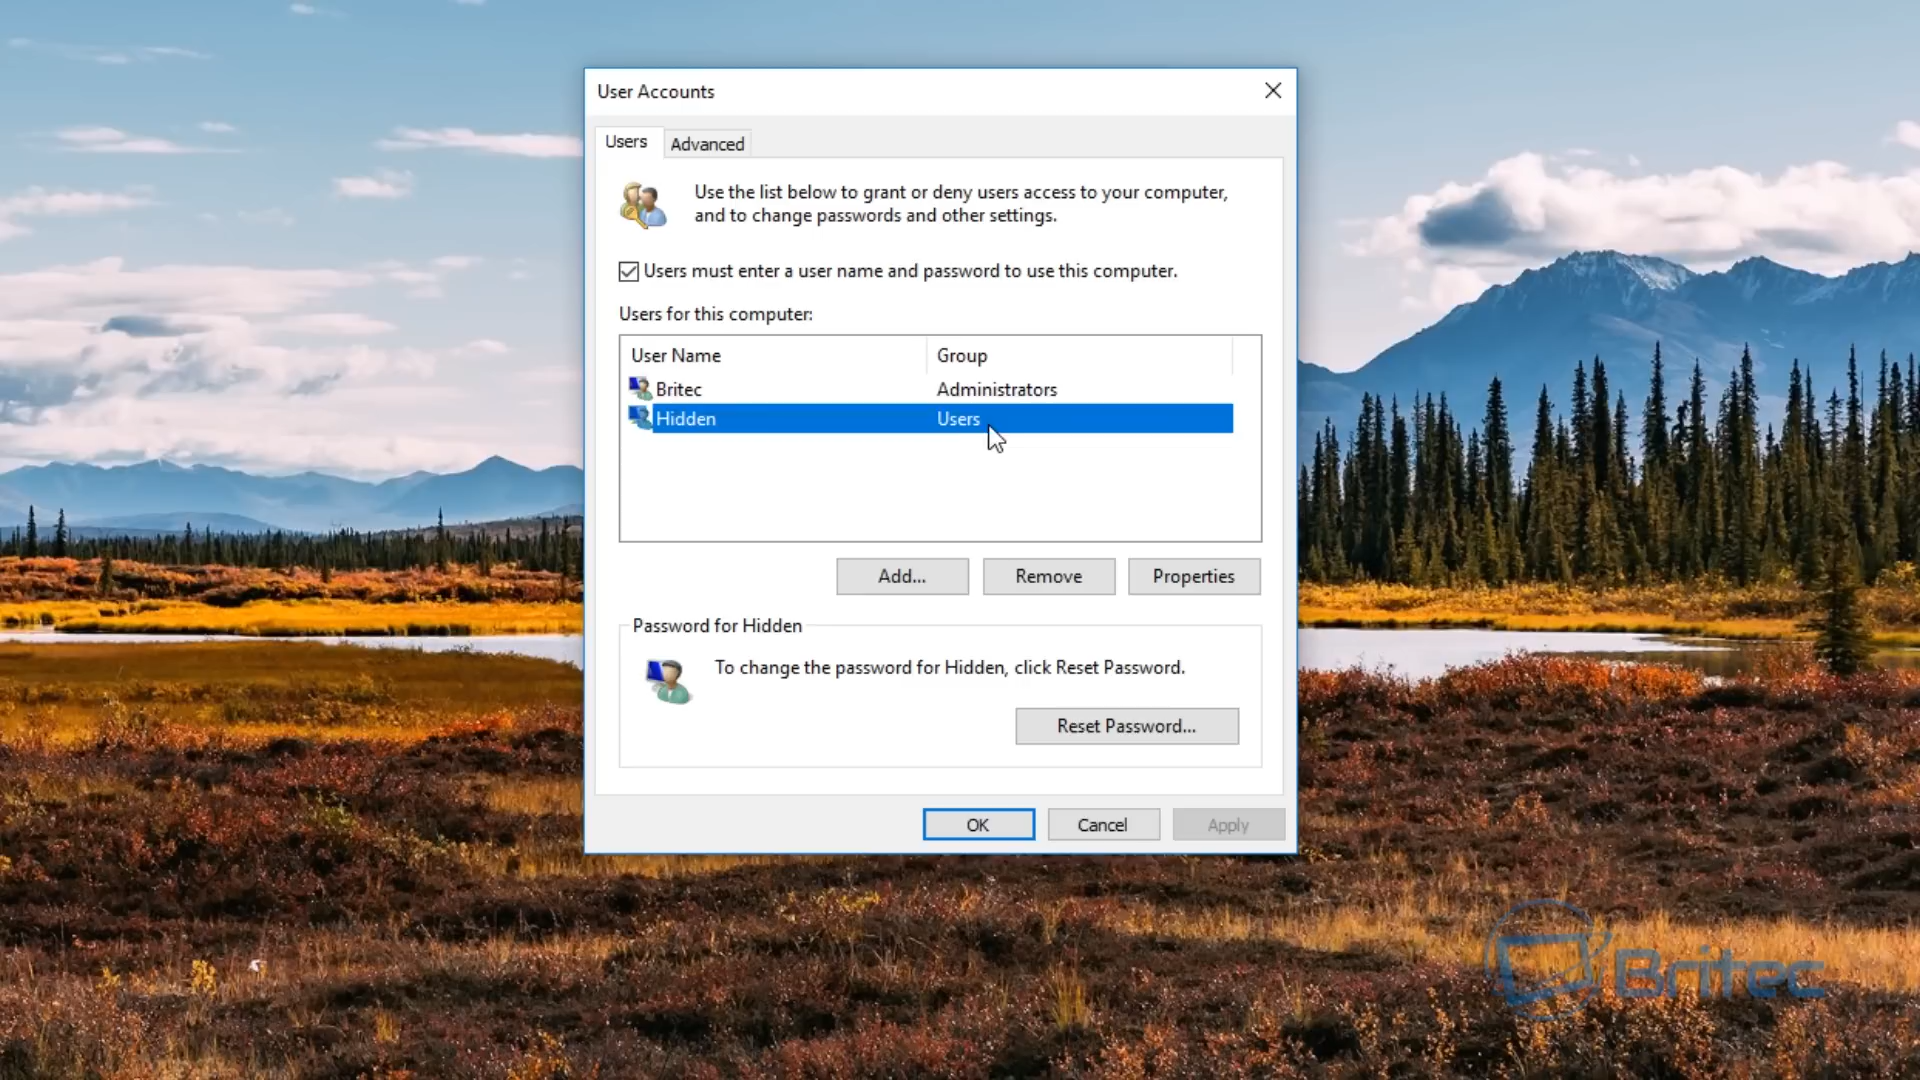 User Accounts
Users
Advanced
Use the list below to grant or deny users access to your computer,
and to change passwords and other settings.
Users must enter a user name and password to use this computer.
Users for this computer:
User Name Group
Britec Administrators
Hidden Users
Add... Remove Properties
Password for Hidden
To change the password for Hidden, click Reset Password.
Reset Password...
OK Cancel Apply
Britec